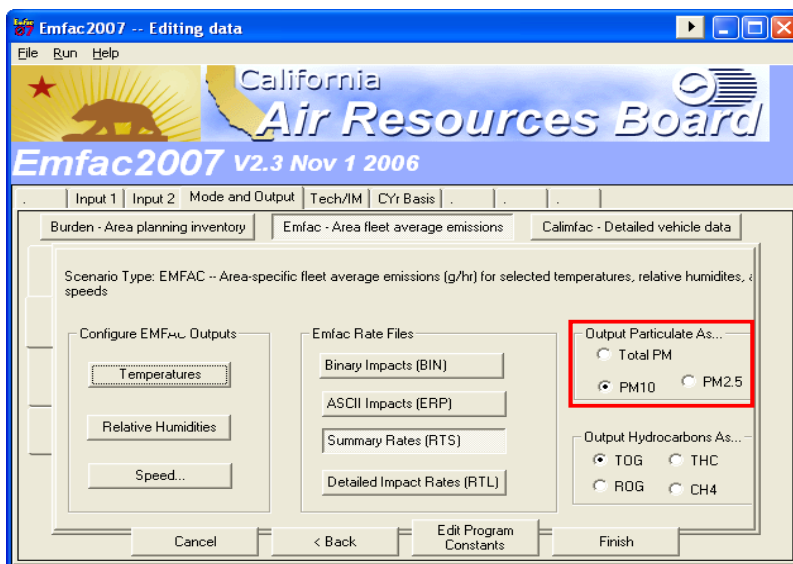 Emfac2007 -- Editing data
File Run Help
California
Air Resources Board
Emfac2007 V2.3 Nov 1 2006
. Input 1 Input 2 Mode and Output Tech/IM CYr Basis . . .
Burden - Area planning inventory Emfac - Area fleet average emissions Calimfac - Detailed vehicle data
Scenario Type: EMFAC -- Area-specific fleet average emissions (g/hr) for selected temperatures, relative humidites,
speeds
Configure EMFAC Outputs
Temperatures
Relative Humidities
Speed...
Emfac Rate Files
Binary Impacts (BIN)
ASCII Impacts (ERP)
Summary Rates (RTS)
Detailed Impact Rates (RTL)
Output Particulate As...
Total PM
PM10 PM2.5
Output Hydrocarbons As...
TOG THC
ROG CH4
Cancel < Back Edit Program Constants Finish